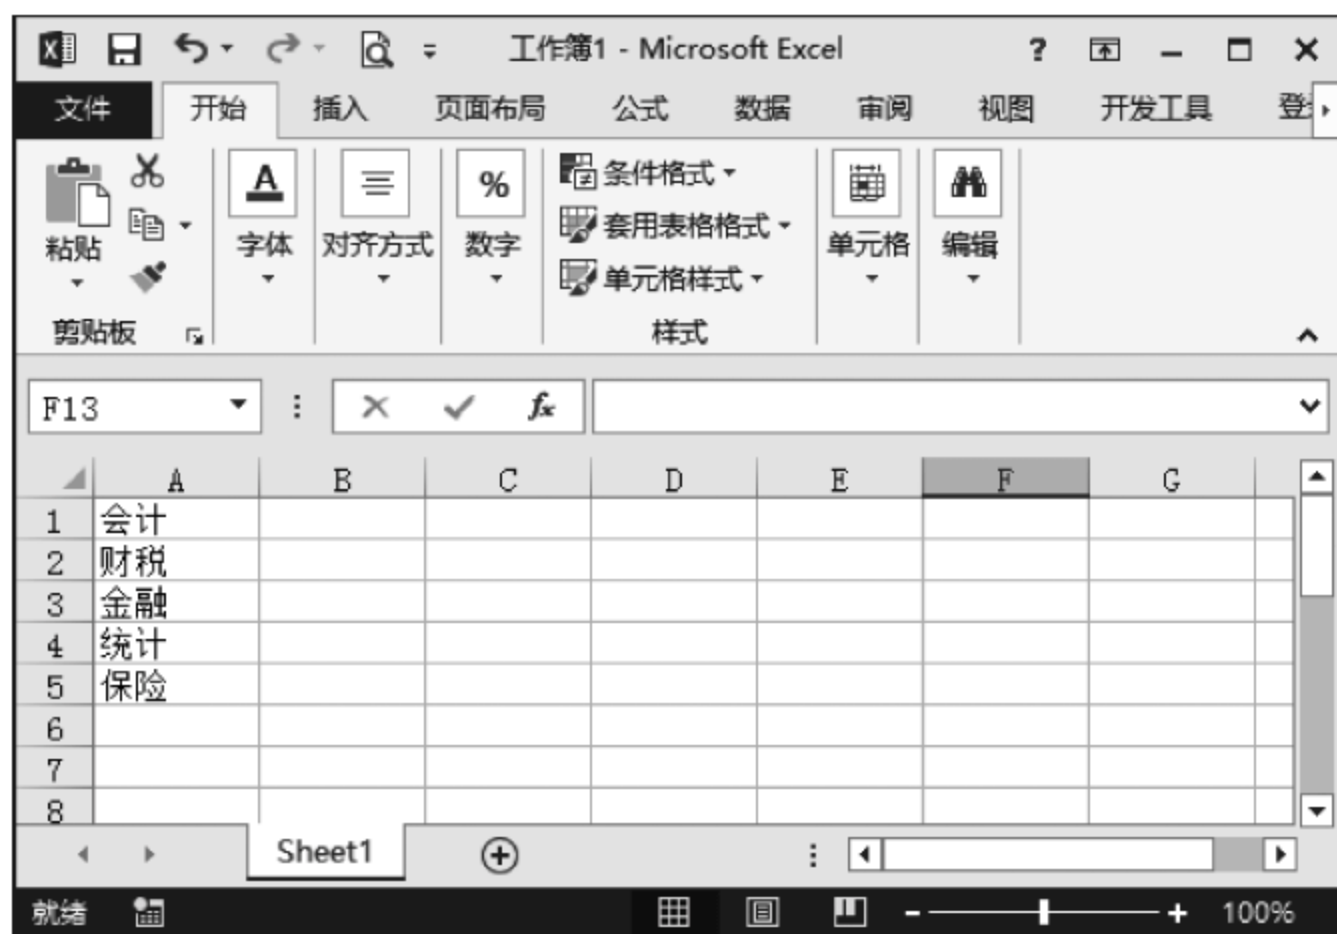 工作簿1 - Microsoft Excel
文件 开始 插入 页面布局 公式 数据 审阅 视图 开发工具
粘贴 字体 对齐方式 % 数字 条件格式 套用表格格式 单元格样式 单元格 编辑
剪贴板 样式
F13 fx
A B C D E F G
1 会计
2 财税
3 金融
4 统计
5 保险
6
7
8
Sheet1
就绪 100%